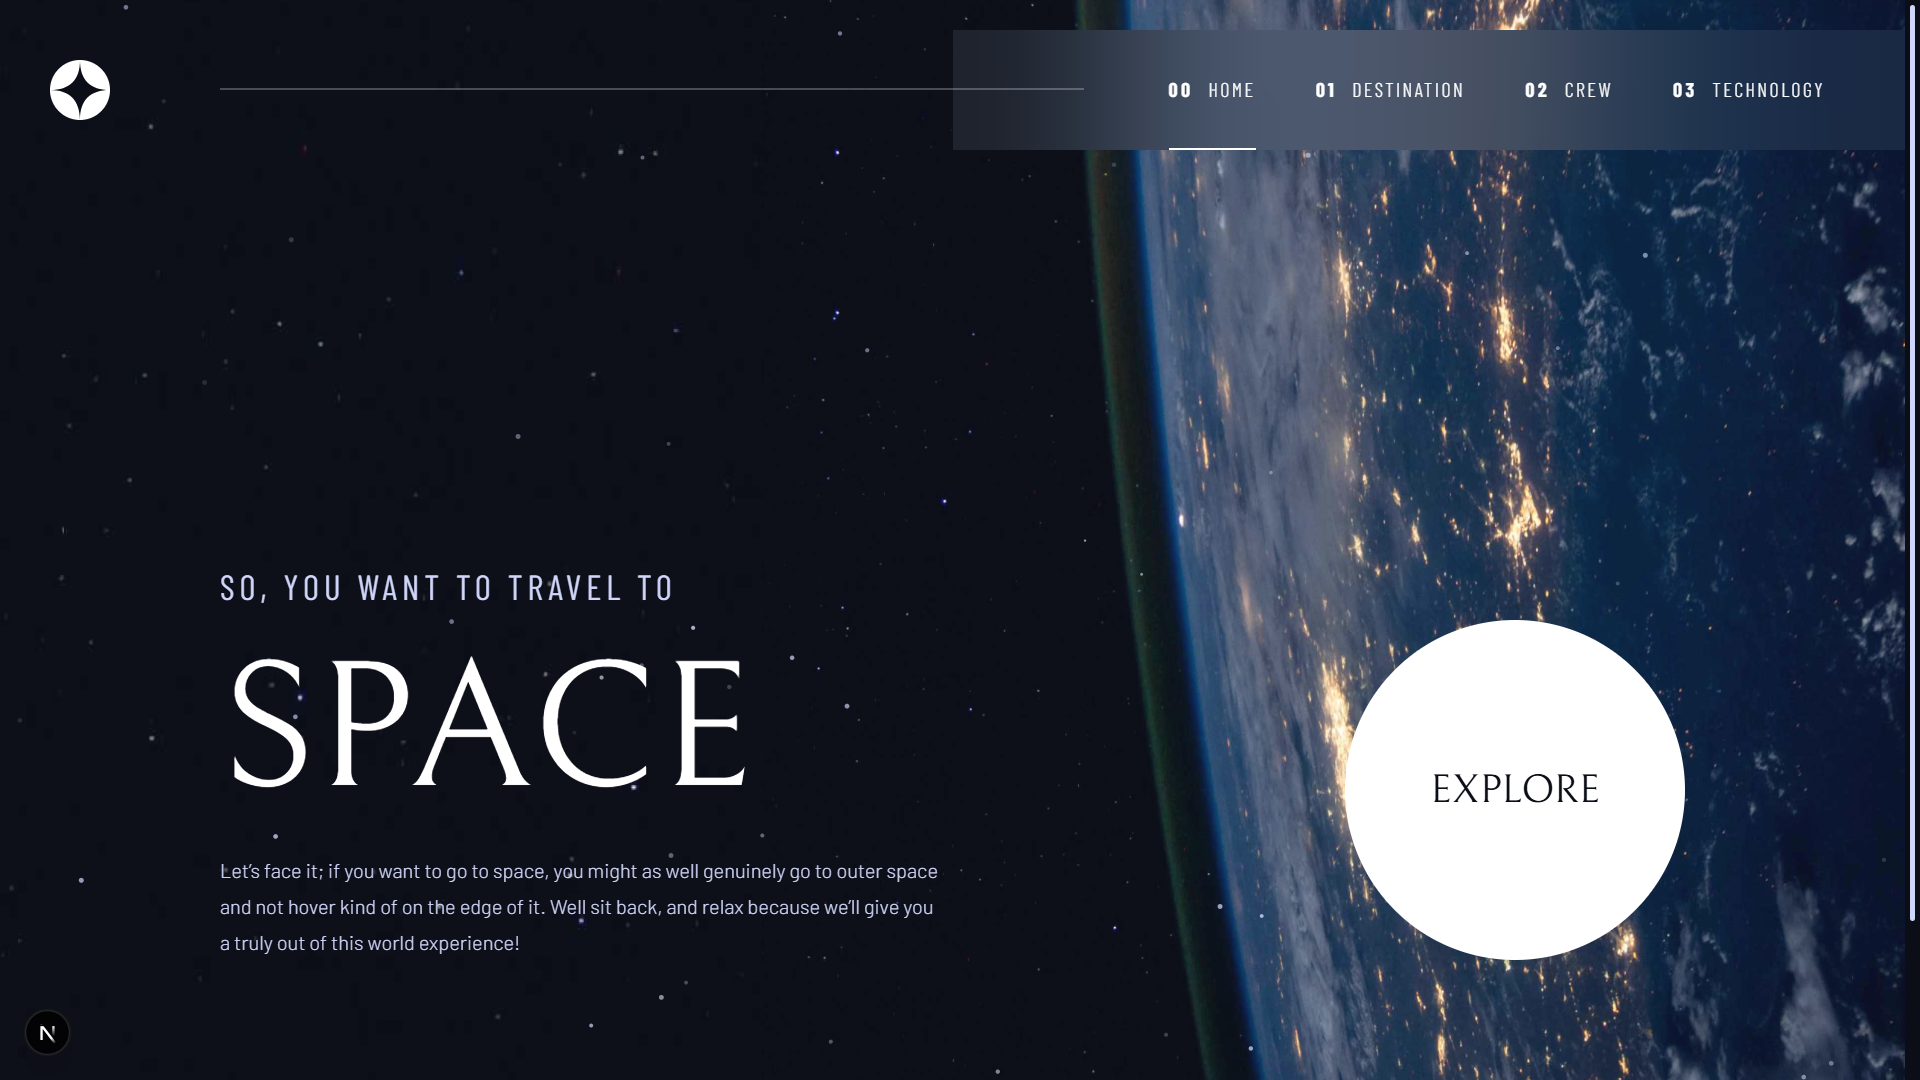 00 HOME 01 DESTINATION 02 CREW 03 TECHNOLOGY
SO, YOU WANT TO TRAVEL TO
SPACE
Let’s face it; if you want to go to space, you might as well genuinely go to outer space
and not hover kind of on the edge of it. Well sit back, and relax because we’ll give you
a truly out of this world experience!
EXPLORE
N